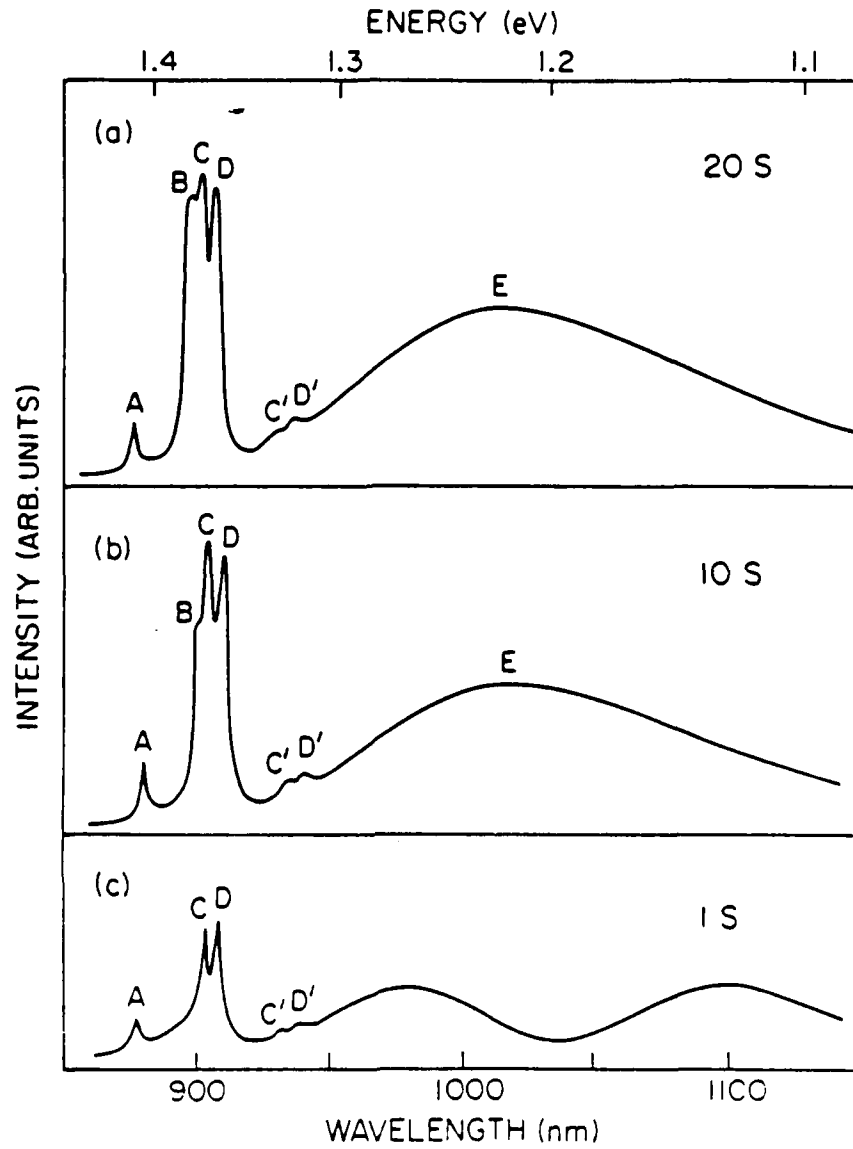 ENERGY (eV)
1.4 1.3 1.2 1.1
(a)
20 S
A B C D C' D' E
INTENSITY (ARB. UNITS)
(b)
10 S
A B C D C' D' E
(c)
1 S
A C D C' D'
900 1000 1100
WAVELENGTH (nm)